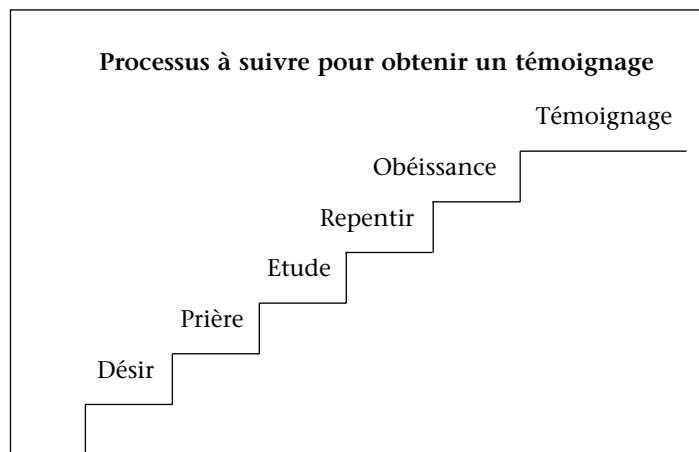 Processus à suivre pour obtenir un témoignage
Témoignage
Obéissance
Repentir
Etude
Prière
Désir